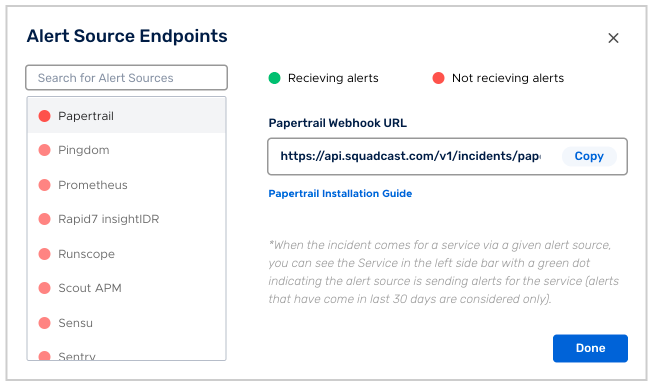 Alert Source Endpoints
Search for Alert Sources
Papertrail
Pingdom
Prometheus
Rapid7 insightIDR
Runscope
Scout APM
Sensu
Sentry
Recieving alerts
Not recieving alerts
Papertrail Webhook URL
https://api.squadcast.com/v1/incidents/pap
Copy
Papertrail Installation Guide
*When the incident comes for a service via a given alert source,
you can see the Service in the left side bar with a green dot
indicating the alert source is sending alerts for the service (alerts
that have come in last 30 days are considered only).
Done